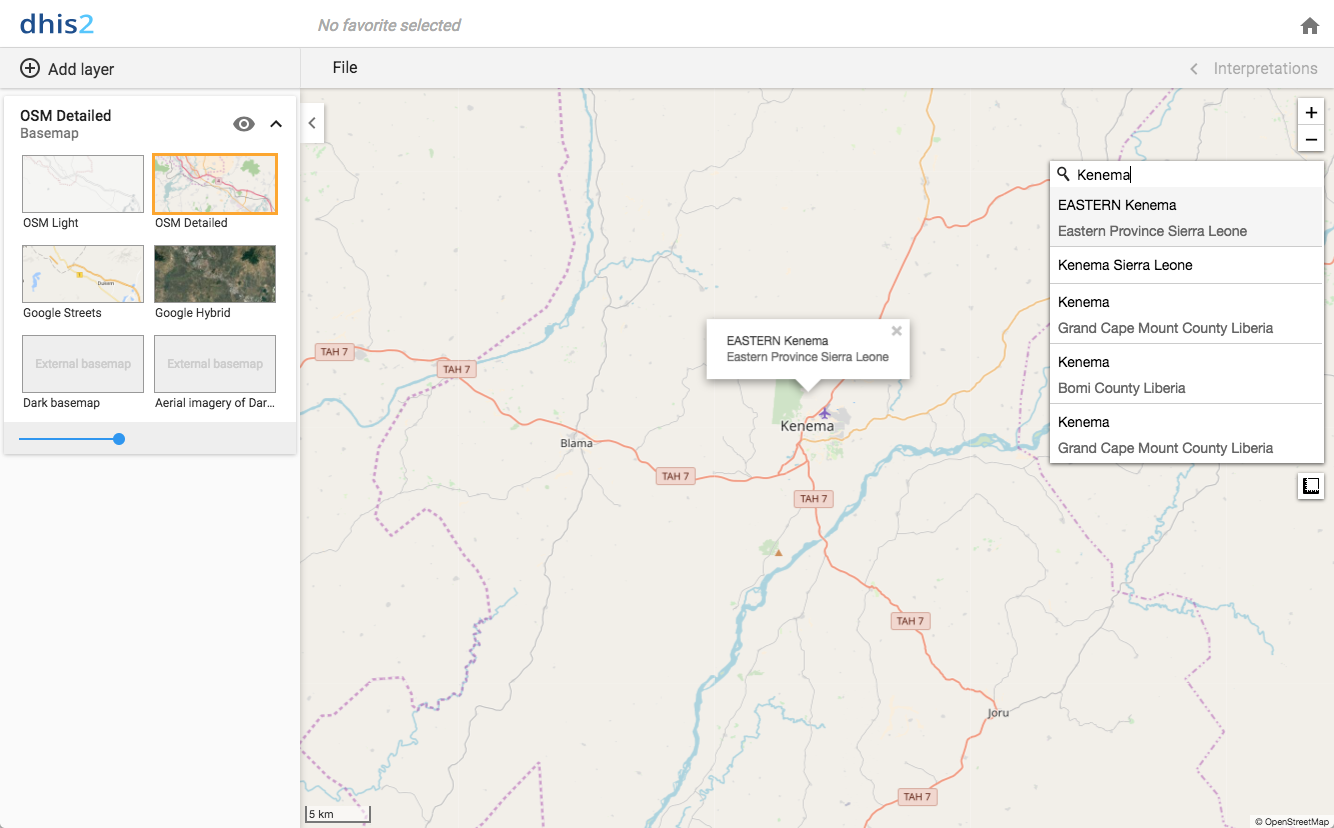 dhis2
No favorite selected
Add layer
File
Interpretations
OSM Detailed
Basemap
OSM Light
OSM Detailed
Google Streets
Google Hybrid
External basemap
External basemap
Dark basemap
Aerial imagery of Dar...
+
−
Kenema
EASTERN Kenema
Eastern Province Sierra Leone
Kenema Sierra Leone
Kenema
Grand Cape Mount County Liberia
Kenema
Bomi County Liberia
Kenema
Grand Cape Mount County Liberia
EASTERN Kenema
Eastern Province Sierra Leone
TAH 7
TAH 7
Kenema
Blama
TAH 7
TAH 7
TAH 7
Joru
TAH 7
5 km
© OpenStreetMap